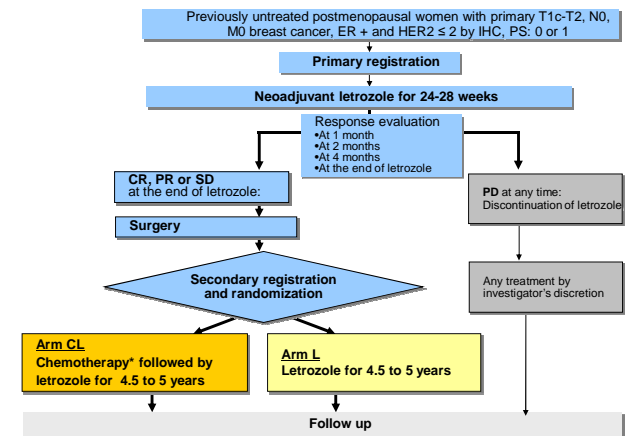 Previously untreated postmenopausal women with primary T1c-T2, N0,
M0 breast cancer, ER + and HER2 ≤ 2 by IHC, PS: 0 or 1
Primary registration
Neoadjuvant letrozole for 24-28 weeks
Response evaluation
•At 1 month
•At 2 months
•At 4 months
•At the end of letrozole
CR, PR or SD
at the end of letrozole:
PD at any time:
Discontinuation of letrozole
Surgery
Secondary registration
and randomization
Any treatment by
investigator's discretion
Arm CL
Chemotherapy* followed by
letrozole for 4.5 to 5 years
Arm L
Letrozole for 4.5 to 5 years
Follow up